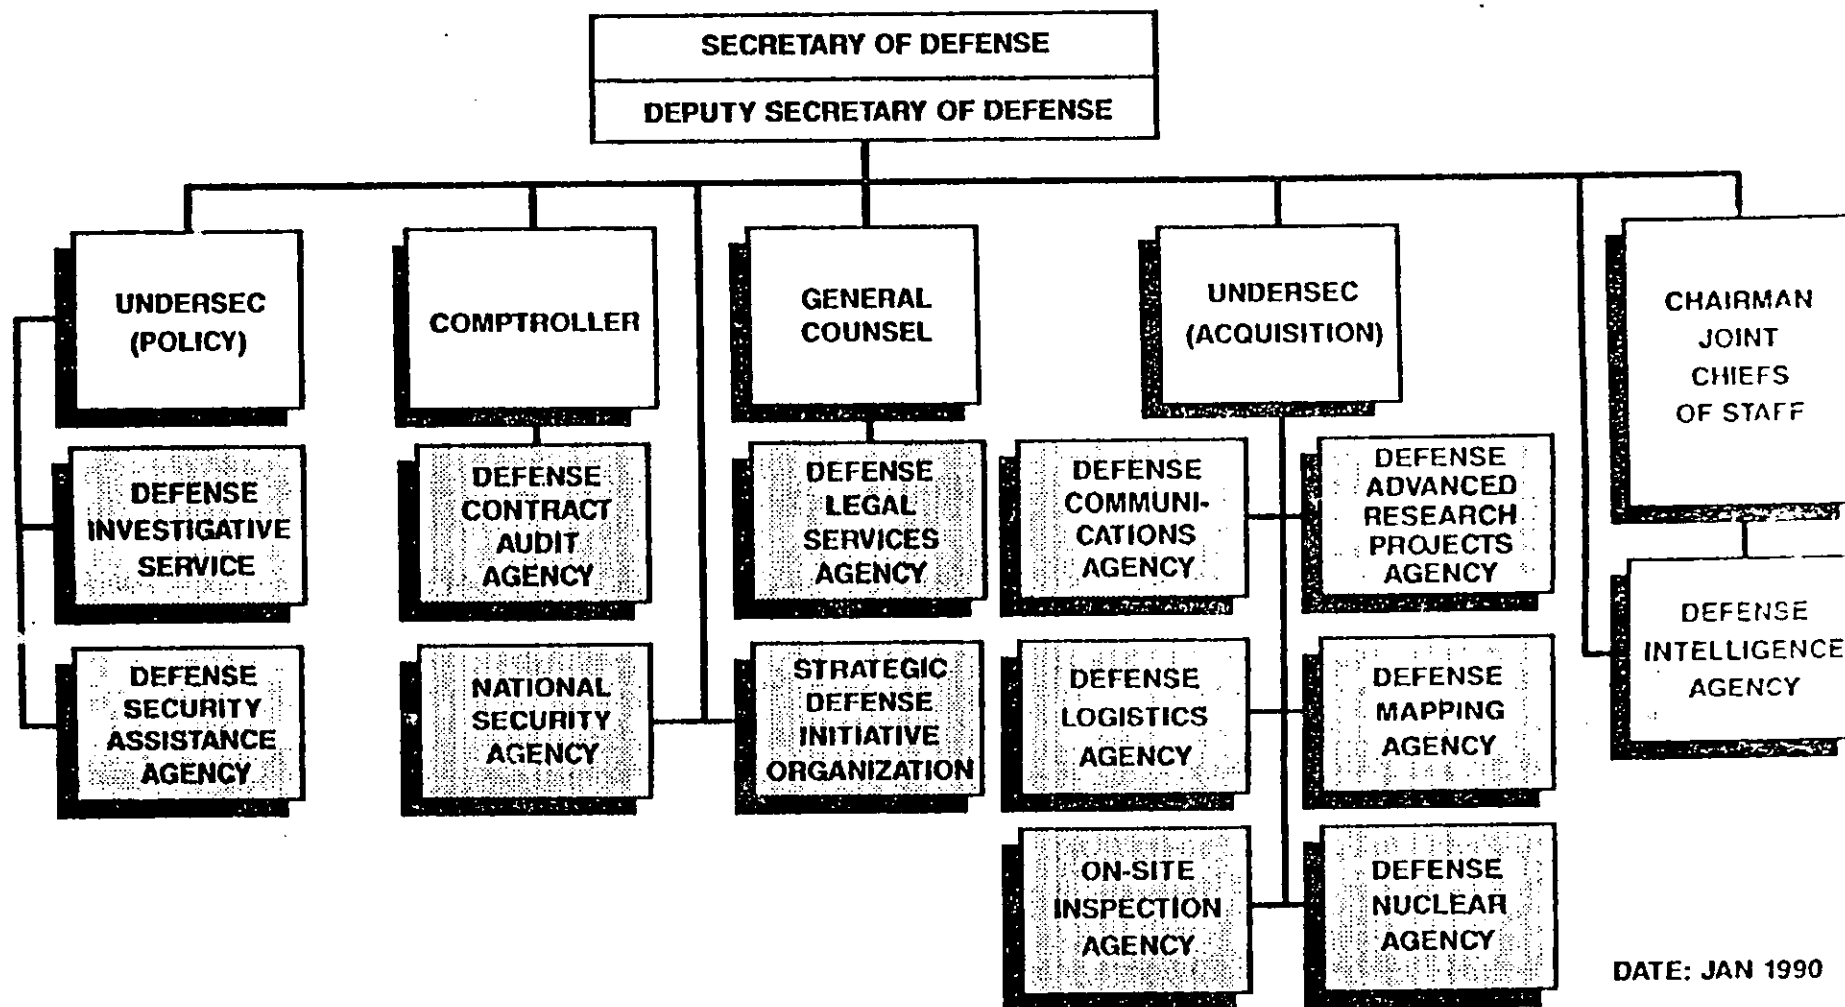 SECRETARY OF DEFENSE
DEPUTY SECRETARY OF DEFENSE
UNDERSEC
(POLICY)
COMPTROLLER
GENERAL
COUNSEL
UNDERSEC
(ACQUISITION)
CHAIRMAN
JOINT
CHIEFS
OF STAFF
DEFENSE
INVESTIGATIVE
SERVICE
DEFENSE
CONTRACT
AUDIT
AGENCY
DEFENSE
LEGAL
SERVICES
AGENCY
DEFENSE
COMMUNI-
CATIONS
AGENCY
DEFENSE
ADVANCED
RESEARCH
PROJECTS
AGENCY
DEFENSE
INTELLIGENCE
AGENCY
DEFENSE
SECURITY
ASSISTANCE
AGENCY
NATIONAL
SECURITY
AGENCY
STRATEGIC
DEFENSE
INITIATIVE
ORGANIZATION
DEFENSE
LOGISTICS
AGENCY
DEFENSE
MAPPING
AGENCY
ON-SITE
INSPECTION
AGENCY
DEFENSE
NUCLEAR
AGENCY
DATE: JAN 1990